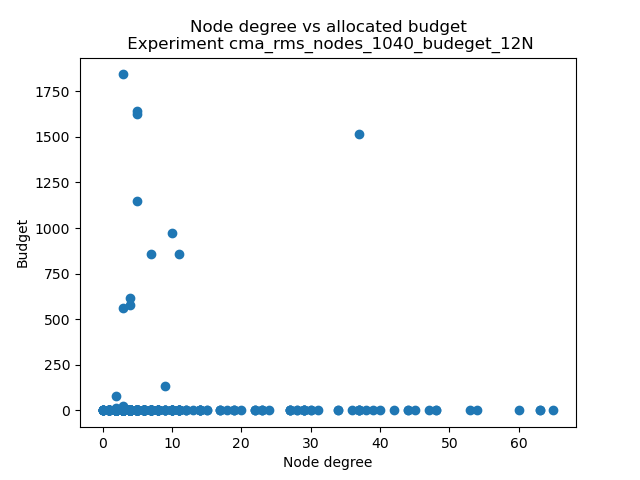 Node degree vs allocated budget
Experiment cma_rms_nodes_1040_budeget_12N
1750
1500
1250
1000
750
500
250
0
Budget
0 10 20 30 40 50 60
Node degree